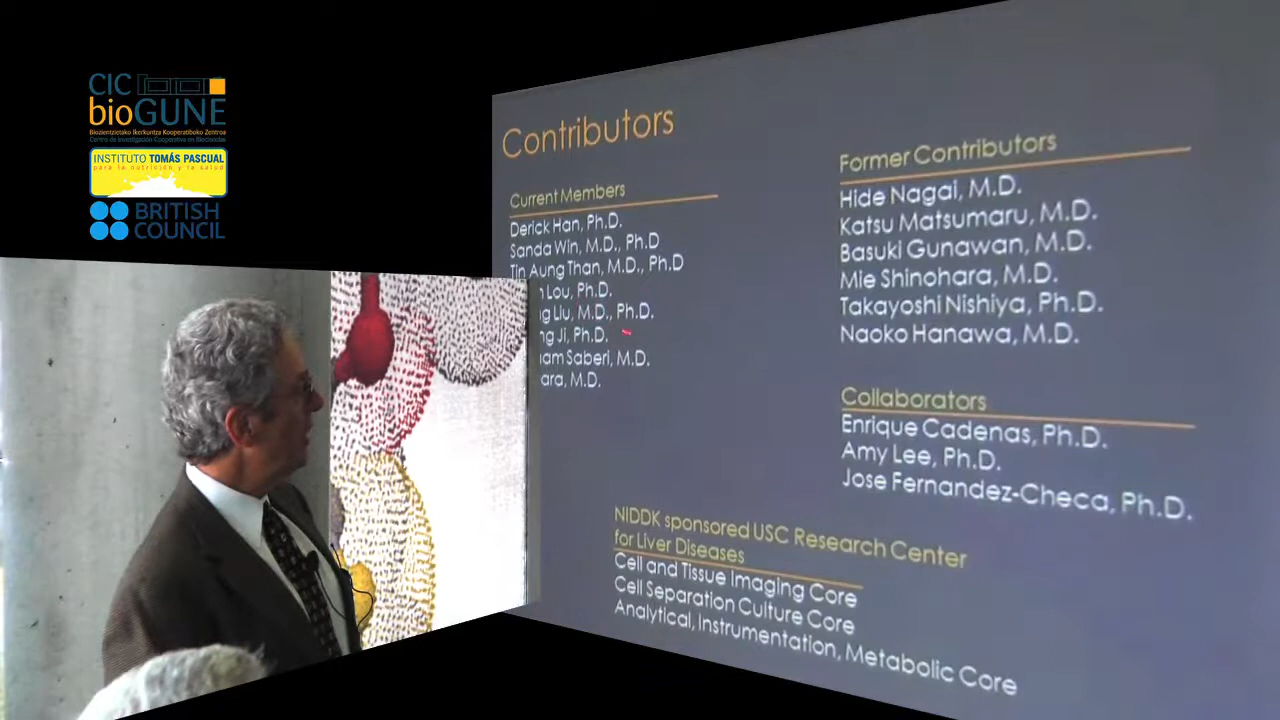 CIC
bioGUNE
Biozientzietako Ikerkuntza Kooperatiboko Zentroa
Centro de Investigación Cooperativa en Biociencias
INSTITUTO TOMÁS PASCUAL
para la nutrición y la salud
BRITISH
COUNCIL
Contributors
Current Members
Derick Han, Ph.D.
Sanda Win, M.D., Ph.D
Tin Aung Than, M.D., Ph.D
Lou, Ph.D.
Liu, M.D., Ph.D.
Ji, Ph.D.
Saberi, M.D.
M.D.
Former Contributors
Hide Nagai, M.D.
Katsu Matsumaru, M.D.
Basuki Gunawan, M.D.
Mie Shinohara, M.D.
Takayoshi Nishiya, Ph.D.
Naoko Hanawa, M.D.
Collaborators
Enrique Cadenas, Ph.D.
Amy Lee, Ph.D.
Jose Fernandez-Checa, Ph.D.
NIDDK sponsored USC Research Center
for Liver Diseases
Cell and Tissue Imaging Core
Cell Separation Culture Core
Analytical, Instrumentation, Metabolic Core